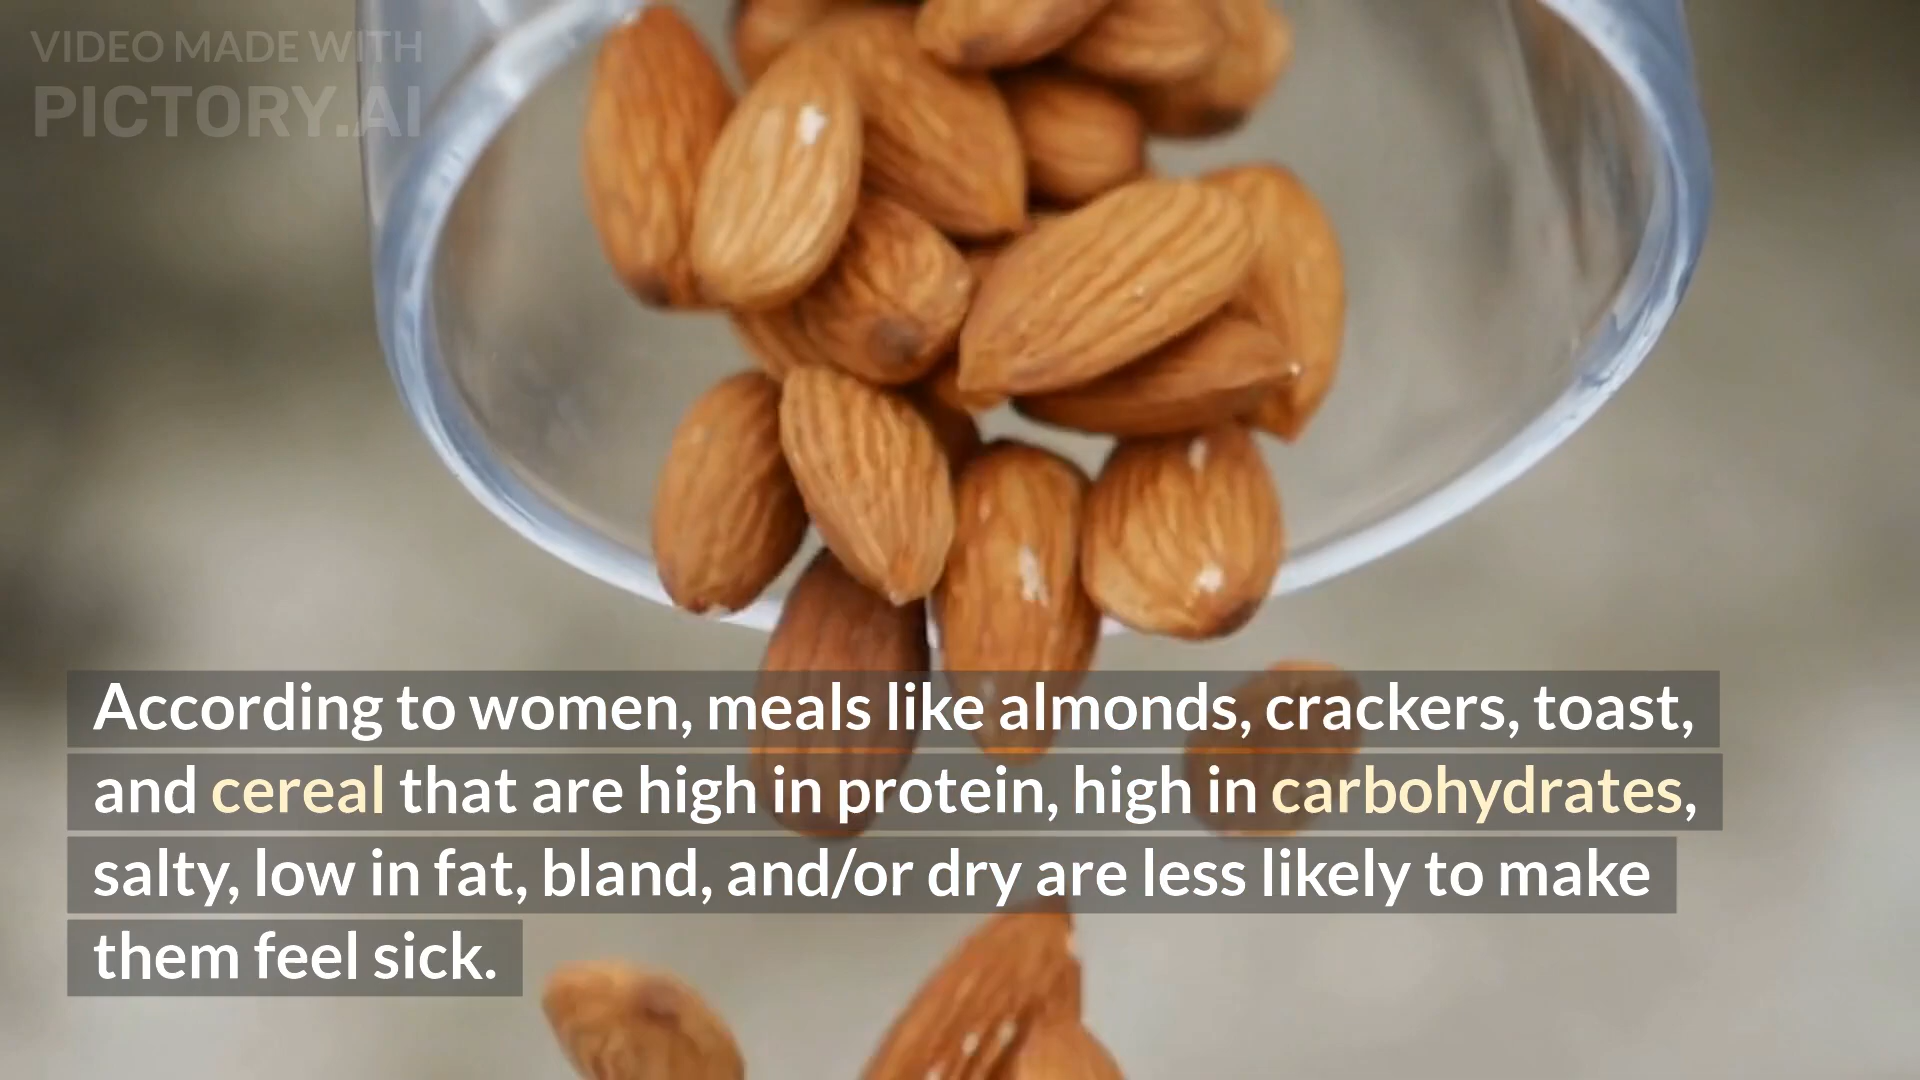 VIDEO MADE WITH
PICTORY.AI
According to women, meals like almonds, crackers, toast,
and cereal that are high in protein, high in carbohydrates,
salty, low in fat, bland, and/or dry are less likely to make
them feel sick.